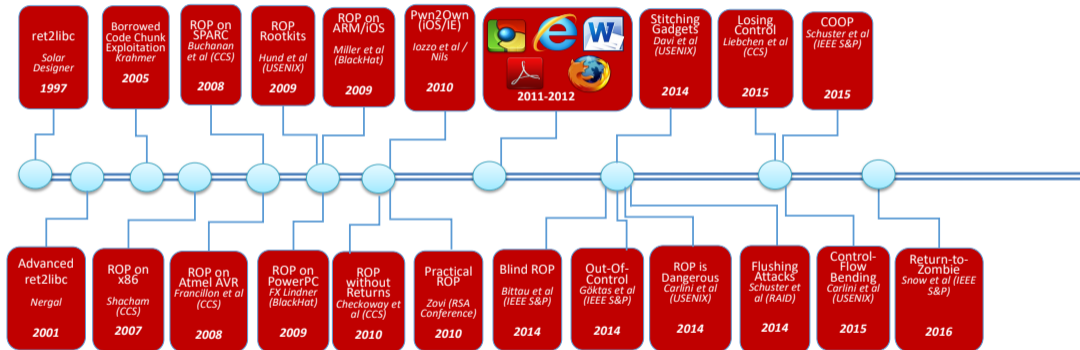 ret2libc
Solar
Designer
1997
Borrowed
Code Chunk
Exploitation
Krahmer
2005
ROP on
SPARC
Buchanan
et al (CCS)
2008
ROP
Rootkits
Hund et al
(USENIX)
2009
ROP on
ARM/iOS
Miller et al
(BlackHat)
2009
Pwn2Own
(iOS/IE)
Iozzo et al /
Nils
2010
W
2011-2012
Stitching
Gadgets
Davi et al
(USENIX)
2014
Losing
Control
Liebchen et al
(CCS)
2015
COOP
Schuster et al
(IEEE S&P)
2015
Advanced
ret2libc
Nergal
2001
ROP on
x86
Shacham
(CCS)
2007
ROP on
Atmel AVR
Francillon et al
(CCS)
2008
ROP on
PowerPC
FX Lindner
(BlackHat)
2009
ROP
without
Returns
Checkoway et
al (CCS)
2010
Practical
ROP
Zovi (RSA
Conference)
2010
Blind ROP
Bittau et al
(IEEE S&P)
2014
Out-Of-
Control
Göktas et al
(IEEE S&P)
2014
ROP is
Dangerous
Carlini et al
(USENIX)
2014
Flushing
Attacks
Schuster et
al (RAID)
2014
Control-
Flow
Bending
Carlini et al
(USENIX)
2015
Return-to-
Zombie
Snow et al (IEEE
S&P)
2016